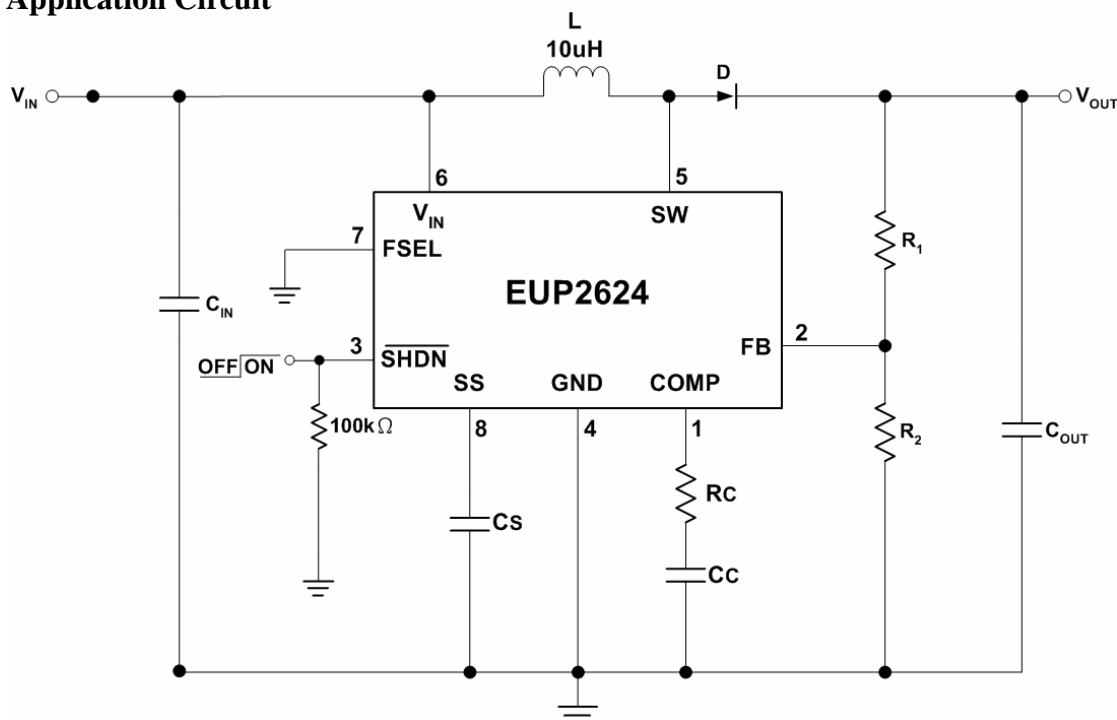 Application Circuit
L
10uH
D
VIN
VOUT
6
5
VIN
SW
7
FSEL
R1
EUP2624
CIN
2
FB
3
SHDN
OFF ON
SS
GND
COMP
100kΩ
8
4
1
R2
COUT
RC
CS
CC